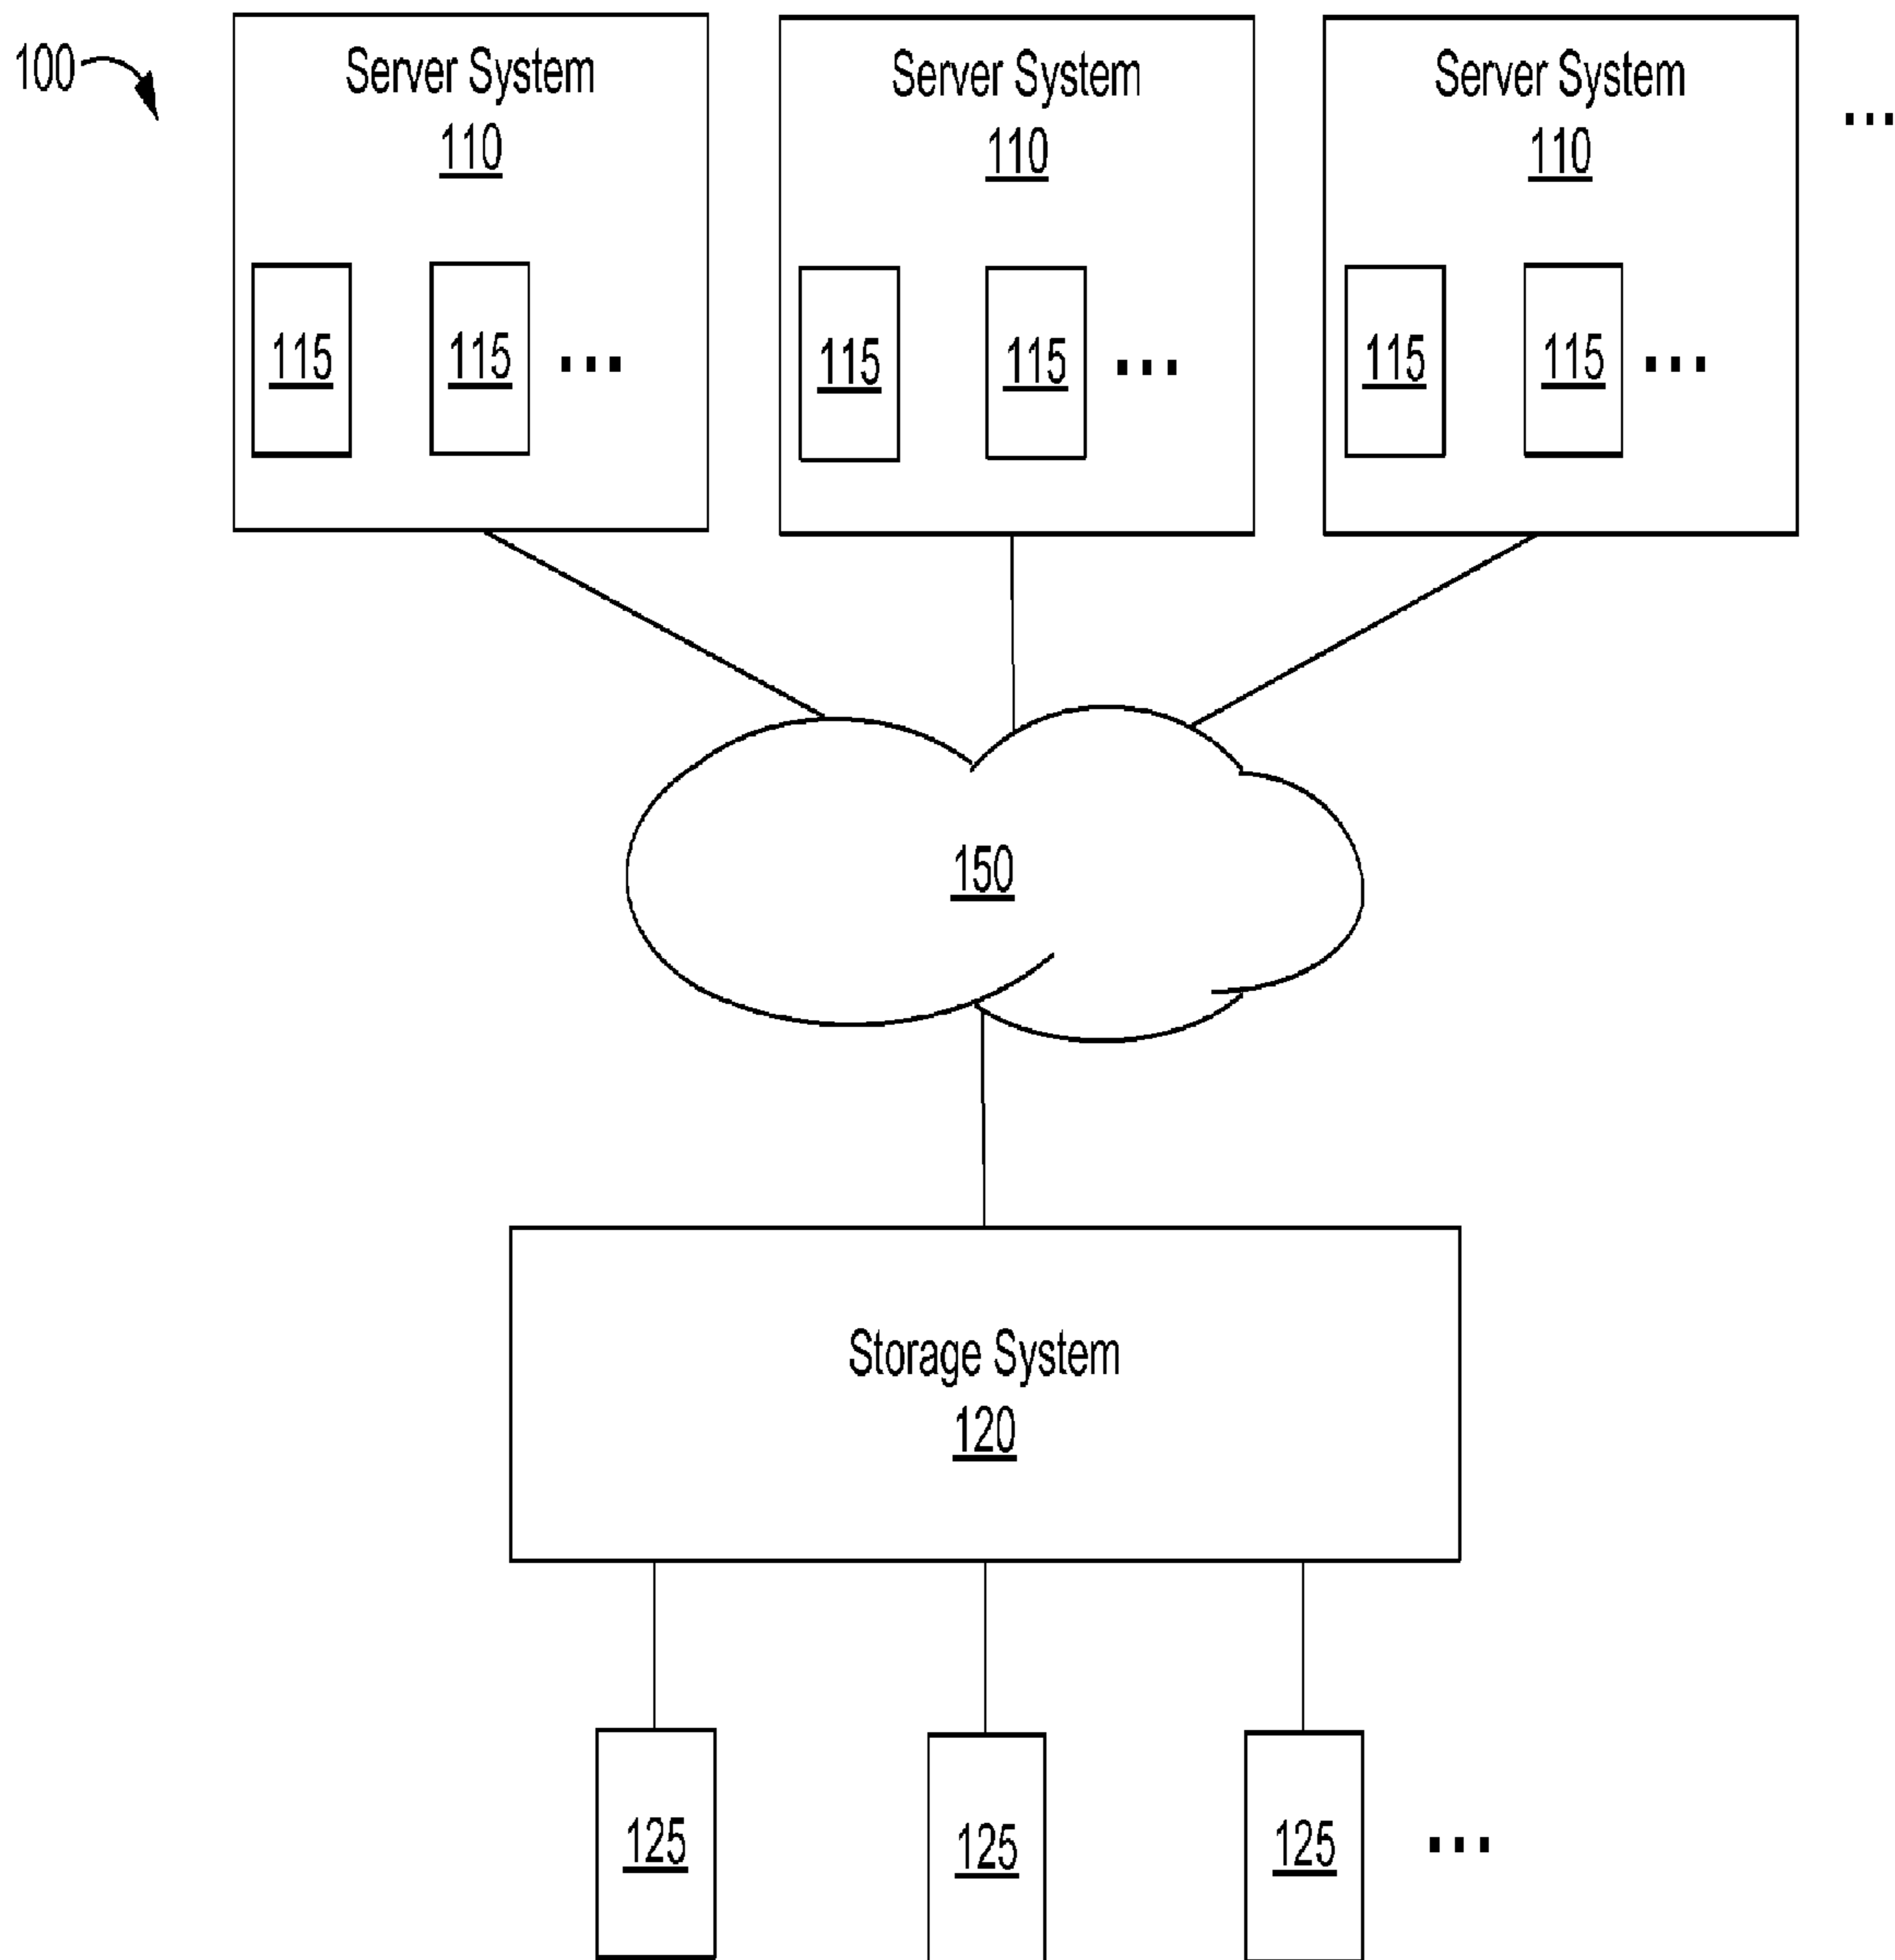 100
Server System
110
115 115 ...
Server System
110
115 115 ...
Server System
110
115 115 ...
...
150
Storage System
120
125 125 125 ...